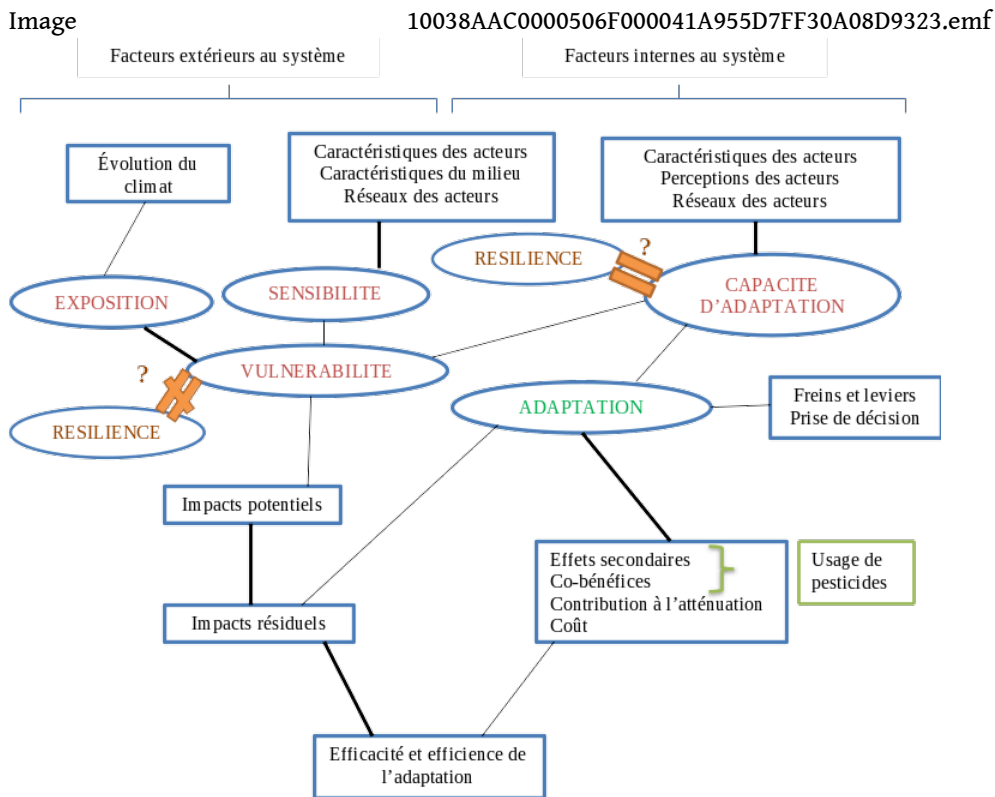 Image 10038AAC0000506F000041A955D7FF30A08D9323.emf
Facteurs extérieurs au système
Facteurs internes au système
Évolution du
climat
Caractéristiques des acteurs
Caractéristiques du milieu
Réseaux des acteurs
Caractéristiques des acteurs
Perceptions des acteurs
Réseaux des acteurs
RESILIENCE
?
EXPOSITION
SENSIBILITE
CAPACITE
D'ADAPTATION
?
VULNERABILITE
RESILIENCE
ADAPTATION
Freins et leviers
Prise de décision
Impacts potentiels
Effets secondaires
Co-bénéfices
Contribution à l'atténuation
Coût
Usage de
pesticides
Impacts résiduels
Efficacité et efficience de
l'adaptation